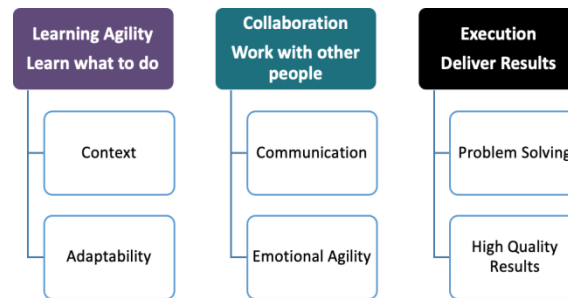 Learning Agility
Learn what to do
Context
Adaptability
Collaboration
Work with other
people
Communication
Emotional Agility
Execution
Deliver Results
Problem Solving
High Quality
Results